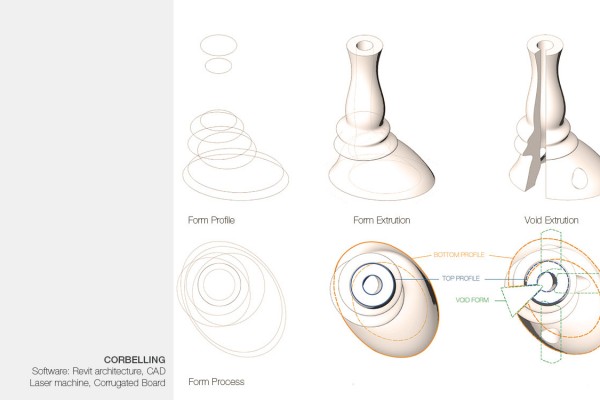 Form Profile
Form Extrution
Void Extrution
BOTTOM PROFILE
TOP PROFILE
VOID FORM
CORBELLING
Software: Revit architecture, CAD
Laser machine, Corrugated Board
Form Process